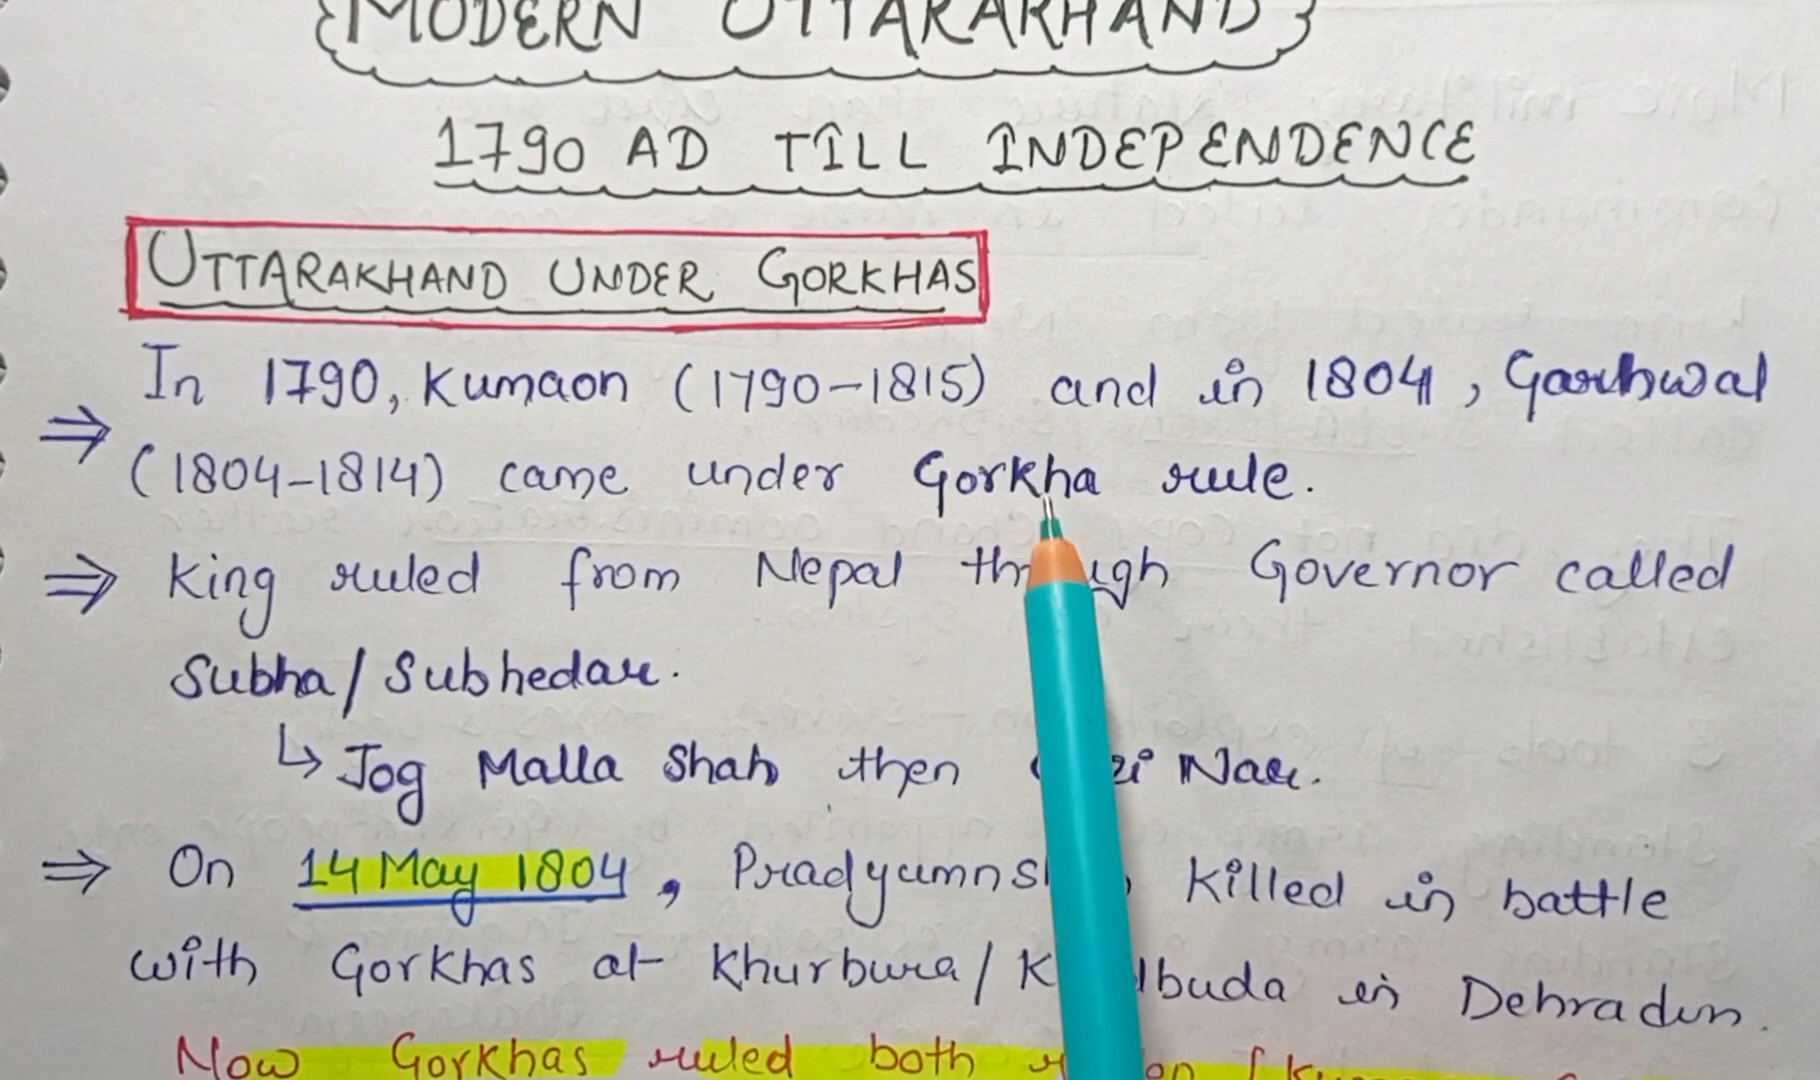 {MODERN UTTARAKHAND}
1790 AD TILL INDEPENDENCE
UTTARAKHAND UNDER GORKHAS
⇒ In 1790, Kumaon (1790-1815) and in 1804, Garhwal
(1804-1814) came under Gorkha rule.
⇒ King ruled from Nepal Governor called
Subha/Subhedar.
↳ Jog Malla Shah then Nar.
⇒ On 14 May 1804, Killed in battle
with Gorkhas at Khurbura/ in Dehradun.
Now Gorkhas ruled both